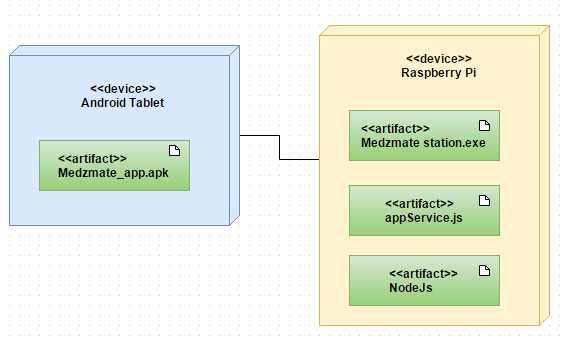 <<device>>
Android Tablet
<<artifact>>
Medzmate_app.apk
<<device>>
Raspberry Pi
<<artifact>>
Medzmate station.exe
<<artifact>>
appService.js
<<artifact>>
NodeJs